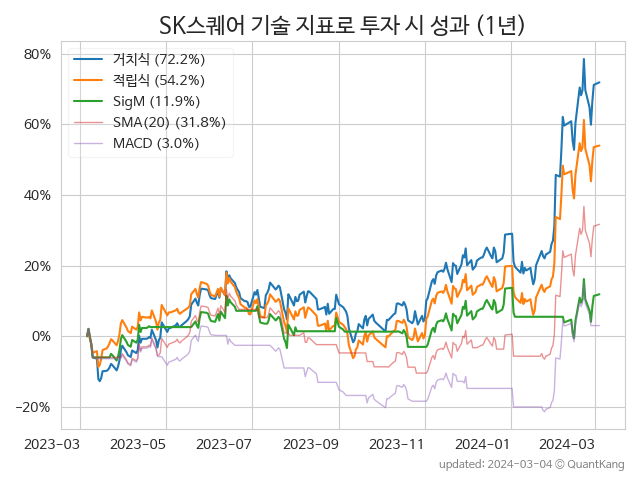 SK스퀘어 기술 지표로 투자 시 성과 (1년)
거치식 (72.2%)
적립식 (54.2%)
SigM (11.9%)
SMA(20) (31.8%)
MACD (3.0%)
80%
60%
40%
20%
0%
−20%
2023-03 2023-05 2023-07 2023-09 2023-11 2024-01 2024-03
updated: 2024-03-04 @ QuantKang